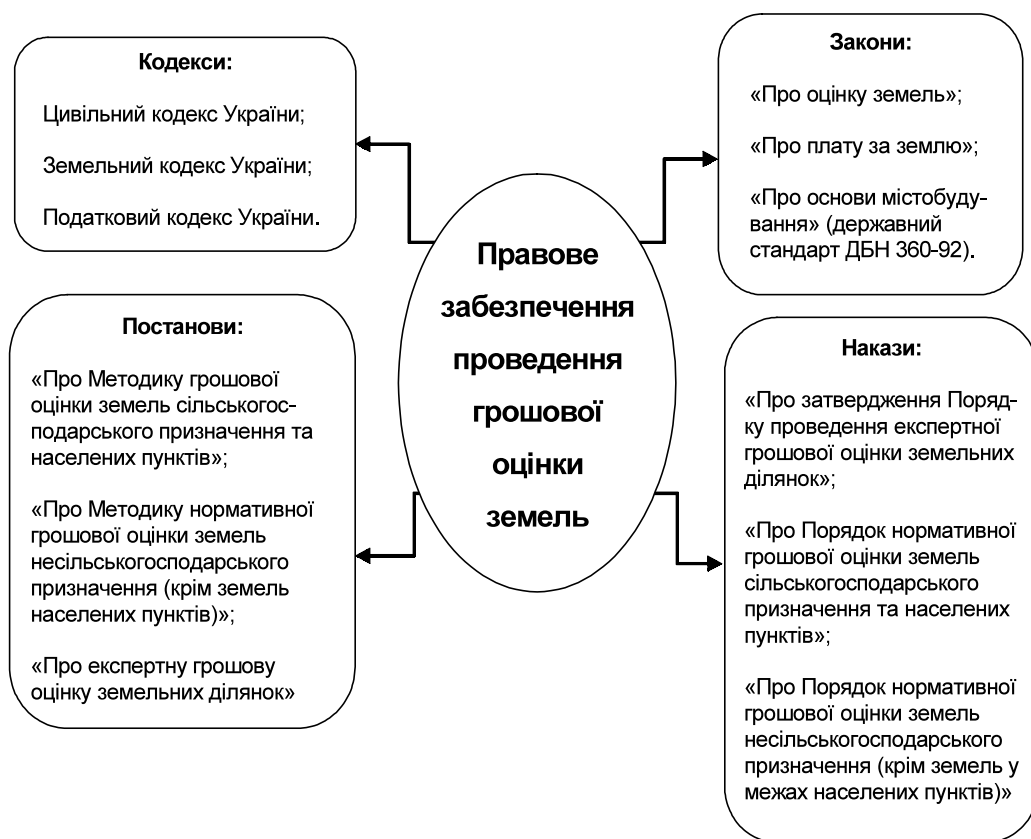 Кодекси:
Цивільний кодекс України;
Земельний кодекс України;
Податковий кодекс України.
Закони:
«Про оцінку земель»;
«Про плату за землю»;
«Про основи містобуду-
вання» (державний
стандарт ДБН 360-92).
Правове
забезпечення
проведення
грошової
оцінки
земель
Постанови:
«Про Методику грошової
оцінки земель сільськогос-
подарського призначення та
населених пунктів»;
«Про Методику нормативної
грошової оцінки земель
несільськогосподарського
призначення (крім земель
населених пунктів)»;
«Про експертну грошову
оцінку земельних ділянок»
Накази:
«Про затвердження Поряд-
ку проведення експертної
грошової оцінки земельних
ділянок»;
«Про Порядок нормативної
грошової оцінки земель
сільськогосподарського
призначення та населених
пунктів»;
«Про Порядок нормативної
грошової оцінки земель
несільськогосподарського
призначення (крім земель у
межах населених пунктів)»